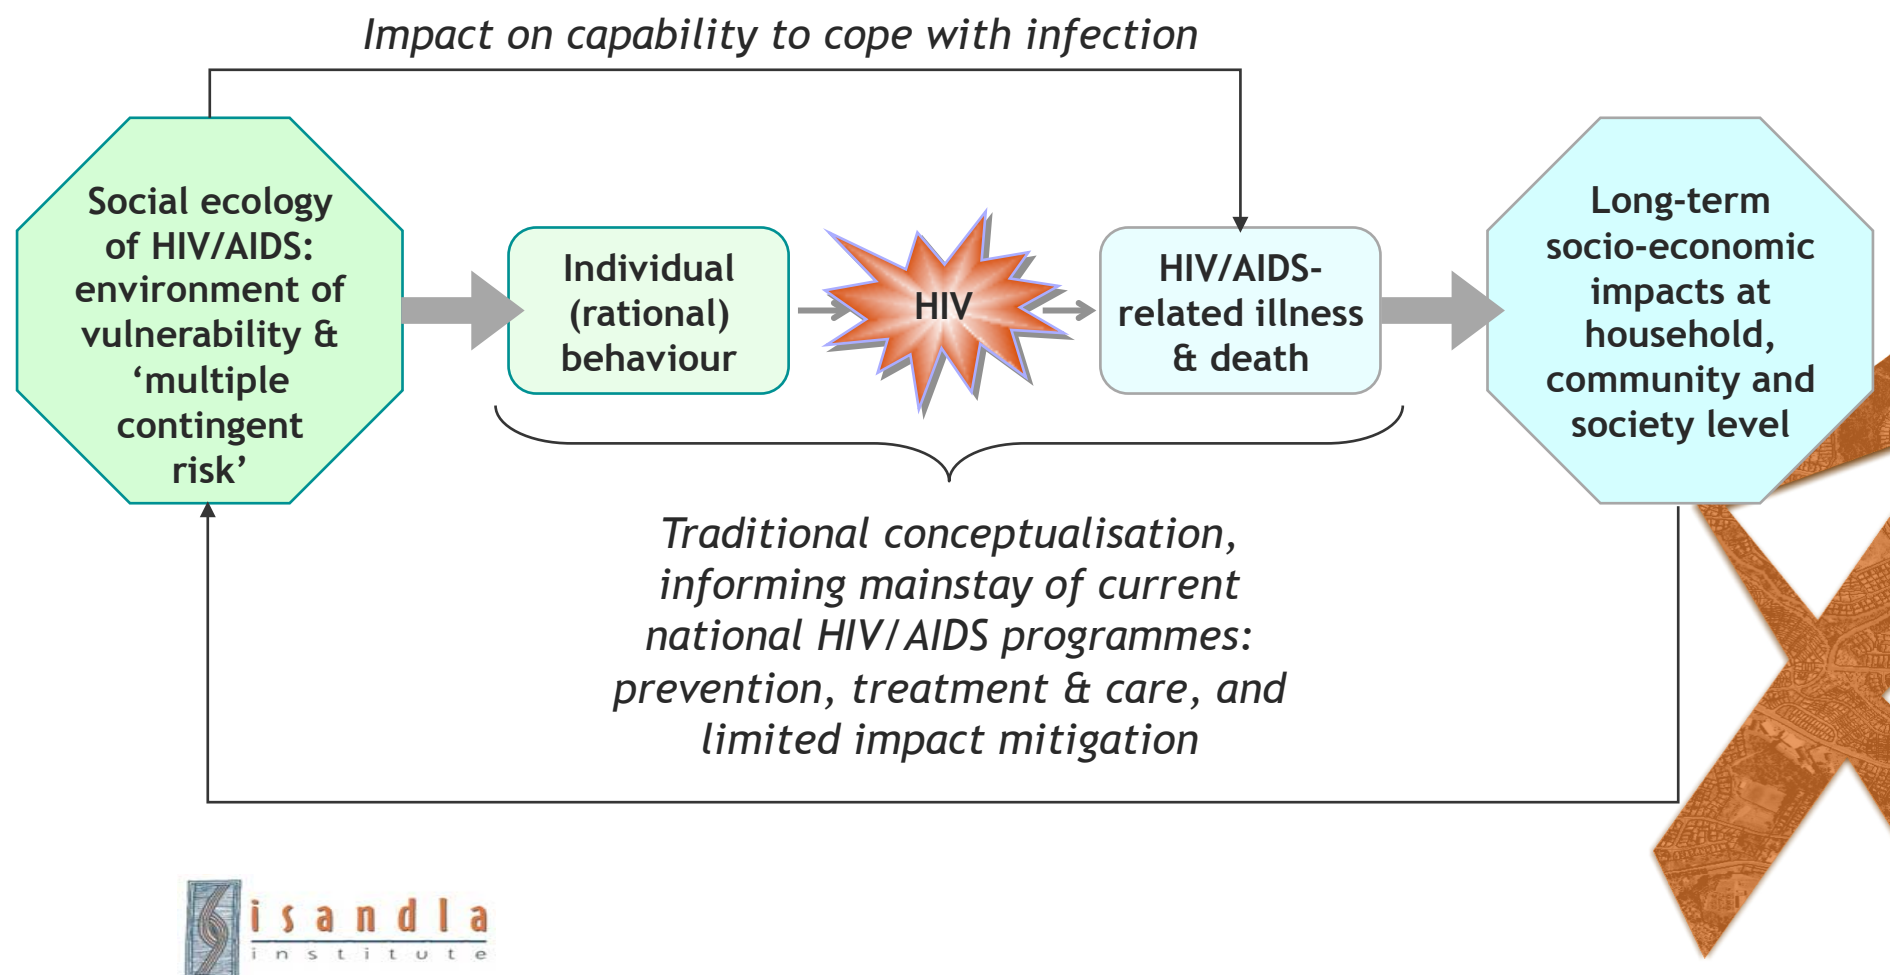 Impact on capability to cope with infection
Social ecology
of HIV/AIDS:
environment of
vulnerability &
‘multiple
contingent
risk’
Individual
(rational)
behaviour
HIV
HIV/AIDS-
related illness
& death
Long-term
socio-economic
impacts at
household,
community and
society level
Traditional conceptualisation,
informing mainstay of current
national HIV/AIDS programmes:
prevention, treatment & care, and
limited impact mitigation
isandla
institute